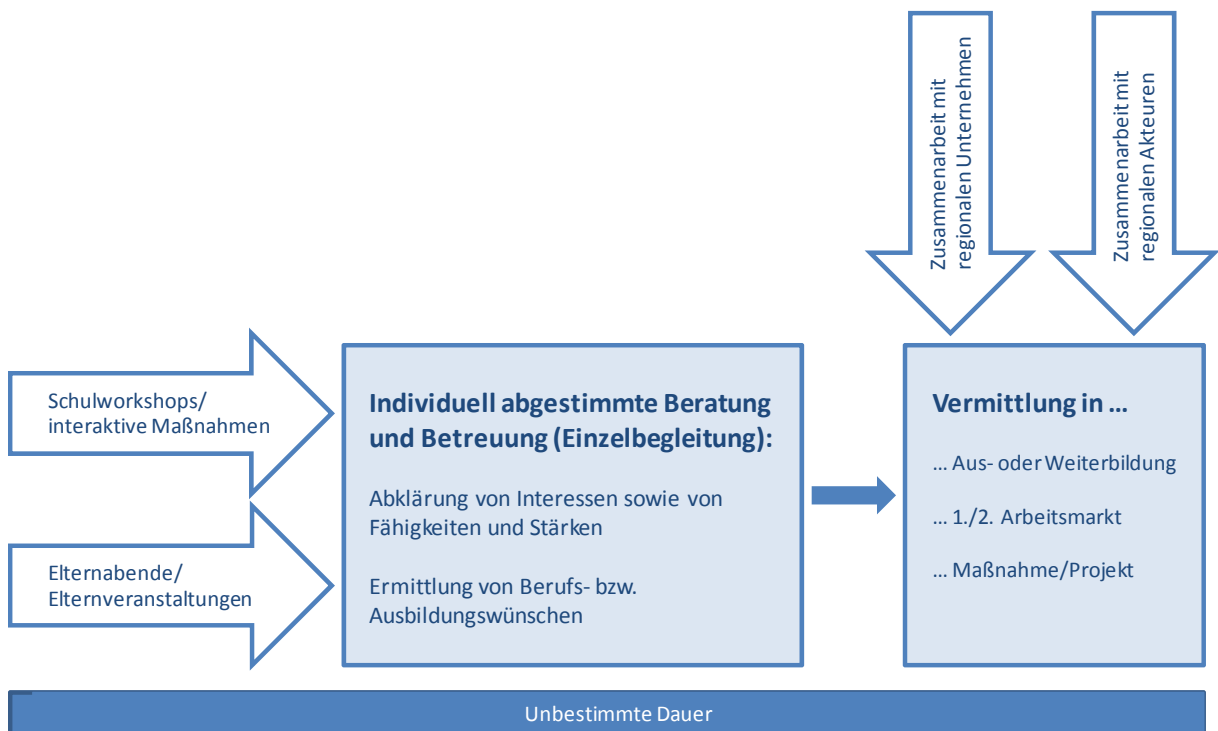 Zusammenarbeit mit
regionalen Unternehmen
Zusammenarbeit mit
regionalen Akteuren
Schulworkshops/
interaktive Maßnahmen
Elternabende/
Elternveranstaltungen
Individuell abgestimmte Beratung
und Betreuung (Einzelbegleitung):
Abklärung von Interessen sowie von
Fähigkeiten und Stärken
Ermittlung von Berufs- bzw.
Ausbildungswünschen
Vermittlung in ...
... Aus- oder Weiterbildung
... 1./2. Arbeitsmarkt
... Maßnahme/Projekt
Unbestimmte Dauer